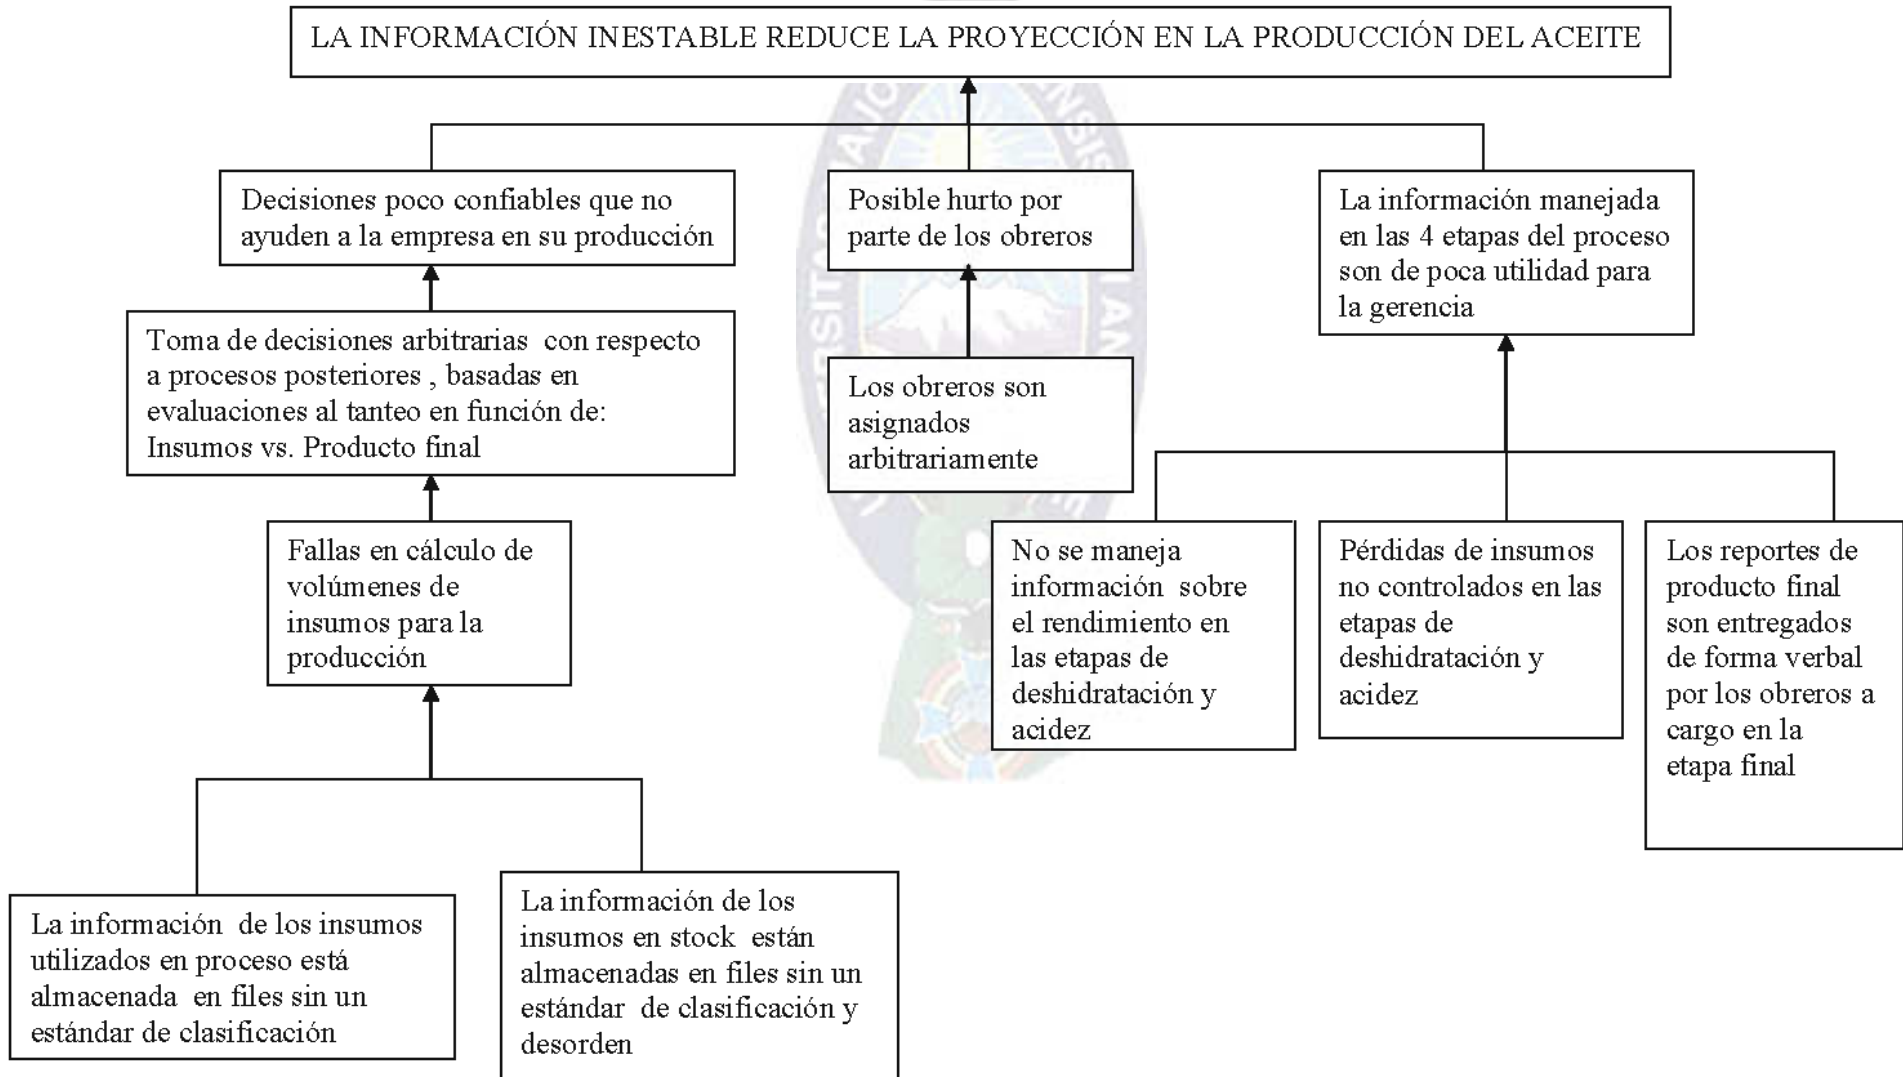 LA INFORMACIÓN INESTABLE REDUCE LA PROYECCIÓN EN LA PRODUCCIÓN DEL ACEITE
Decisiones poco confiables que no
ayuden a la empresa en su producción
Posible hurto por
parte de los obreros
La información manejada
en las 4 etapas del proceso
son de poca utilidad para
la gerencia
Toma de decisiones arbitrarias con respecto
a procesos posteriores , basadas en
evaluaciones al tanteo en función de:
Insumos vs. Producto final
Los obreros son
asignados
arbitrariamente
Fallas en cálculo de
volúmenes de
insumos para la
producción
No se maneja
información sobre
el rendimiento en
las etapas de
deshidratación y
acidez
Pérdidas de insumos
no controlados en las
etapas de
deshidratación y
acidez
Los reportes de
producto final
son entregados
de forma verbal
por los obreros a
cargo en la
etapa final
La información de los insumos
utilizados en proceso está
almacenada en files sin un
estándar de clasificación
La información de los
insumos en stock están
almacenadas en files sin un
estándar de clasificación y
desorden